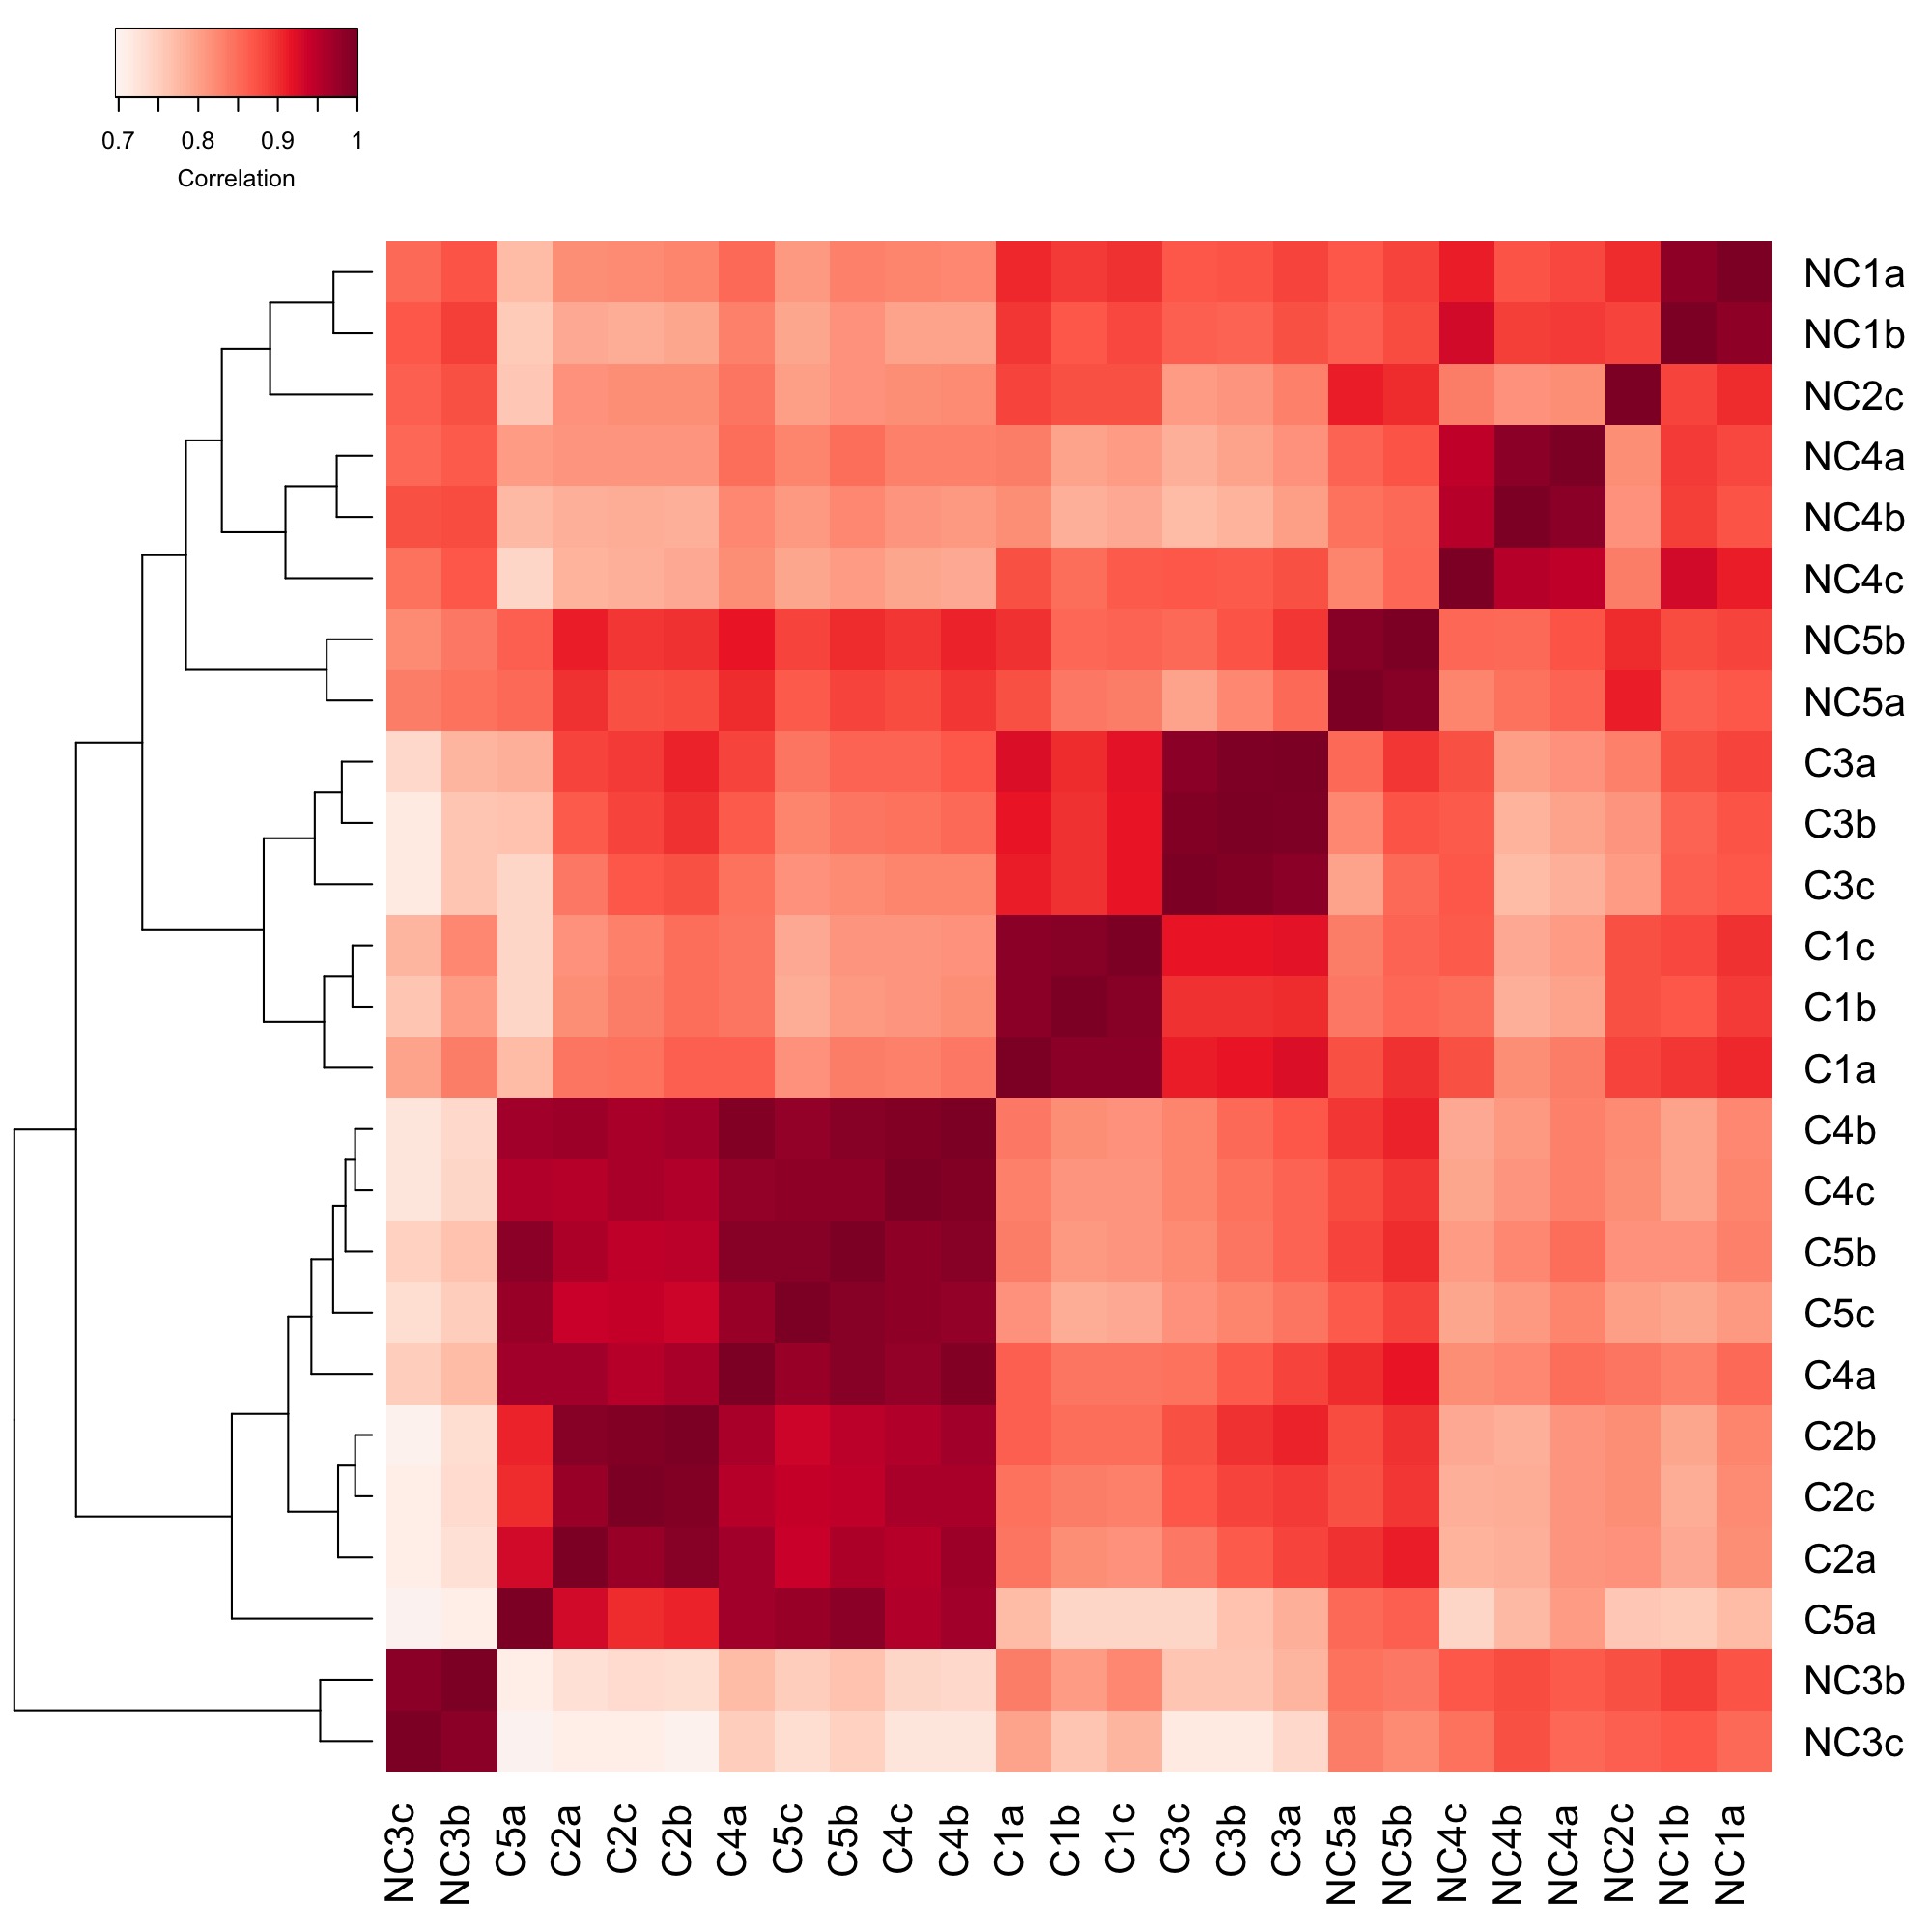 0.7 0.8 0.9 1
Correlation
NC1a
NC1b
NC2c
NC4a
NC4b
NC4c
NC5b
NC5a
C3a
C3b
C3c
C1c
C1b
C1a
C4b
C4c
C5b
C5c
C4a
C2b
C2c
C2a
C5a
NC3b
NC3c
NC3c NC3b C5a C2a C2c C2b C4a C5c C5b C4c C4b C1a C1b C1c C3c C3b C3a NC5a NC5b NC4c NC4b NC4a NC2c NC1b NC1a